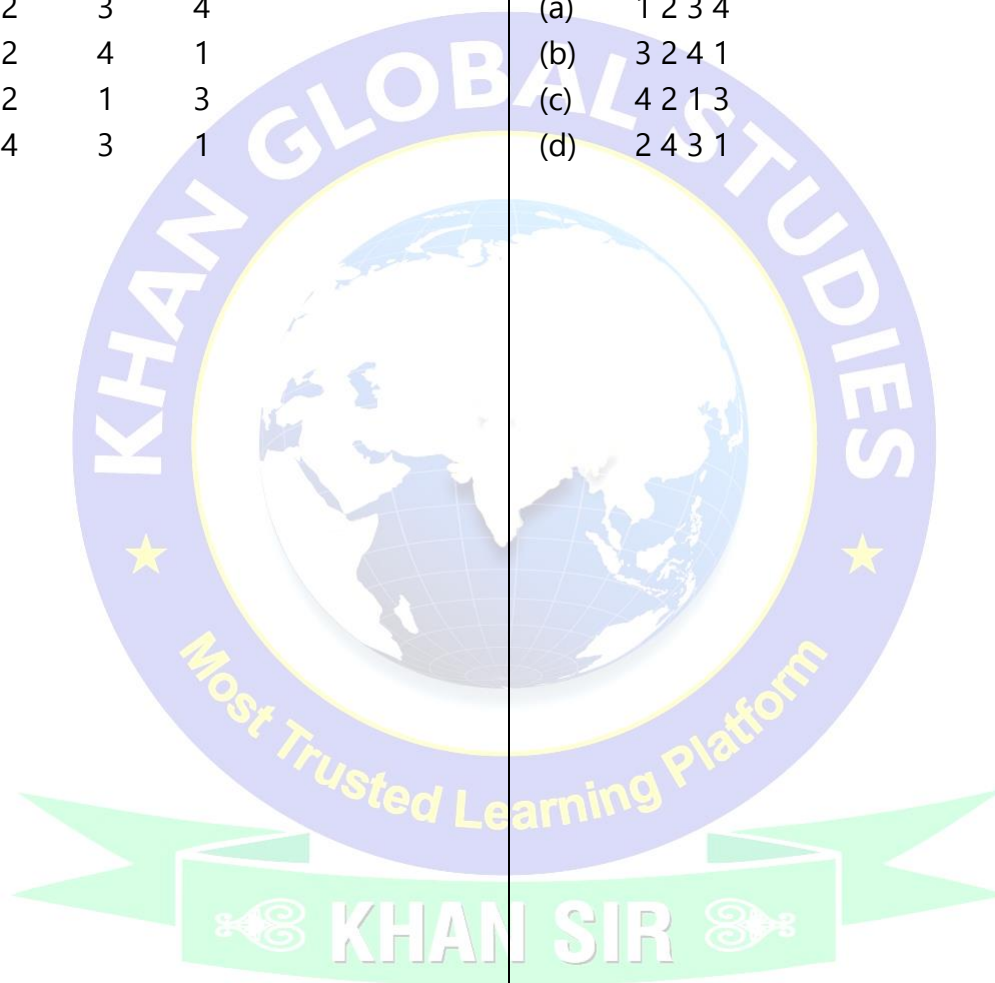 2 3 4
2 4 1
2 1 3
4 3 1
(a) 1 2 3 4
(b) 3 2 4 1
(c) 4 2 1 3
(d) 2 4 3 1
KHAN GLOBAL STUDIES
Most Trusted Learning Platform
KHAN SIR